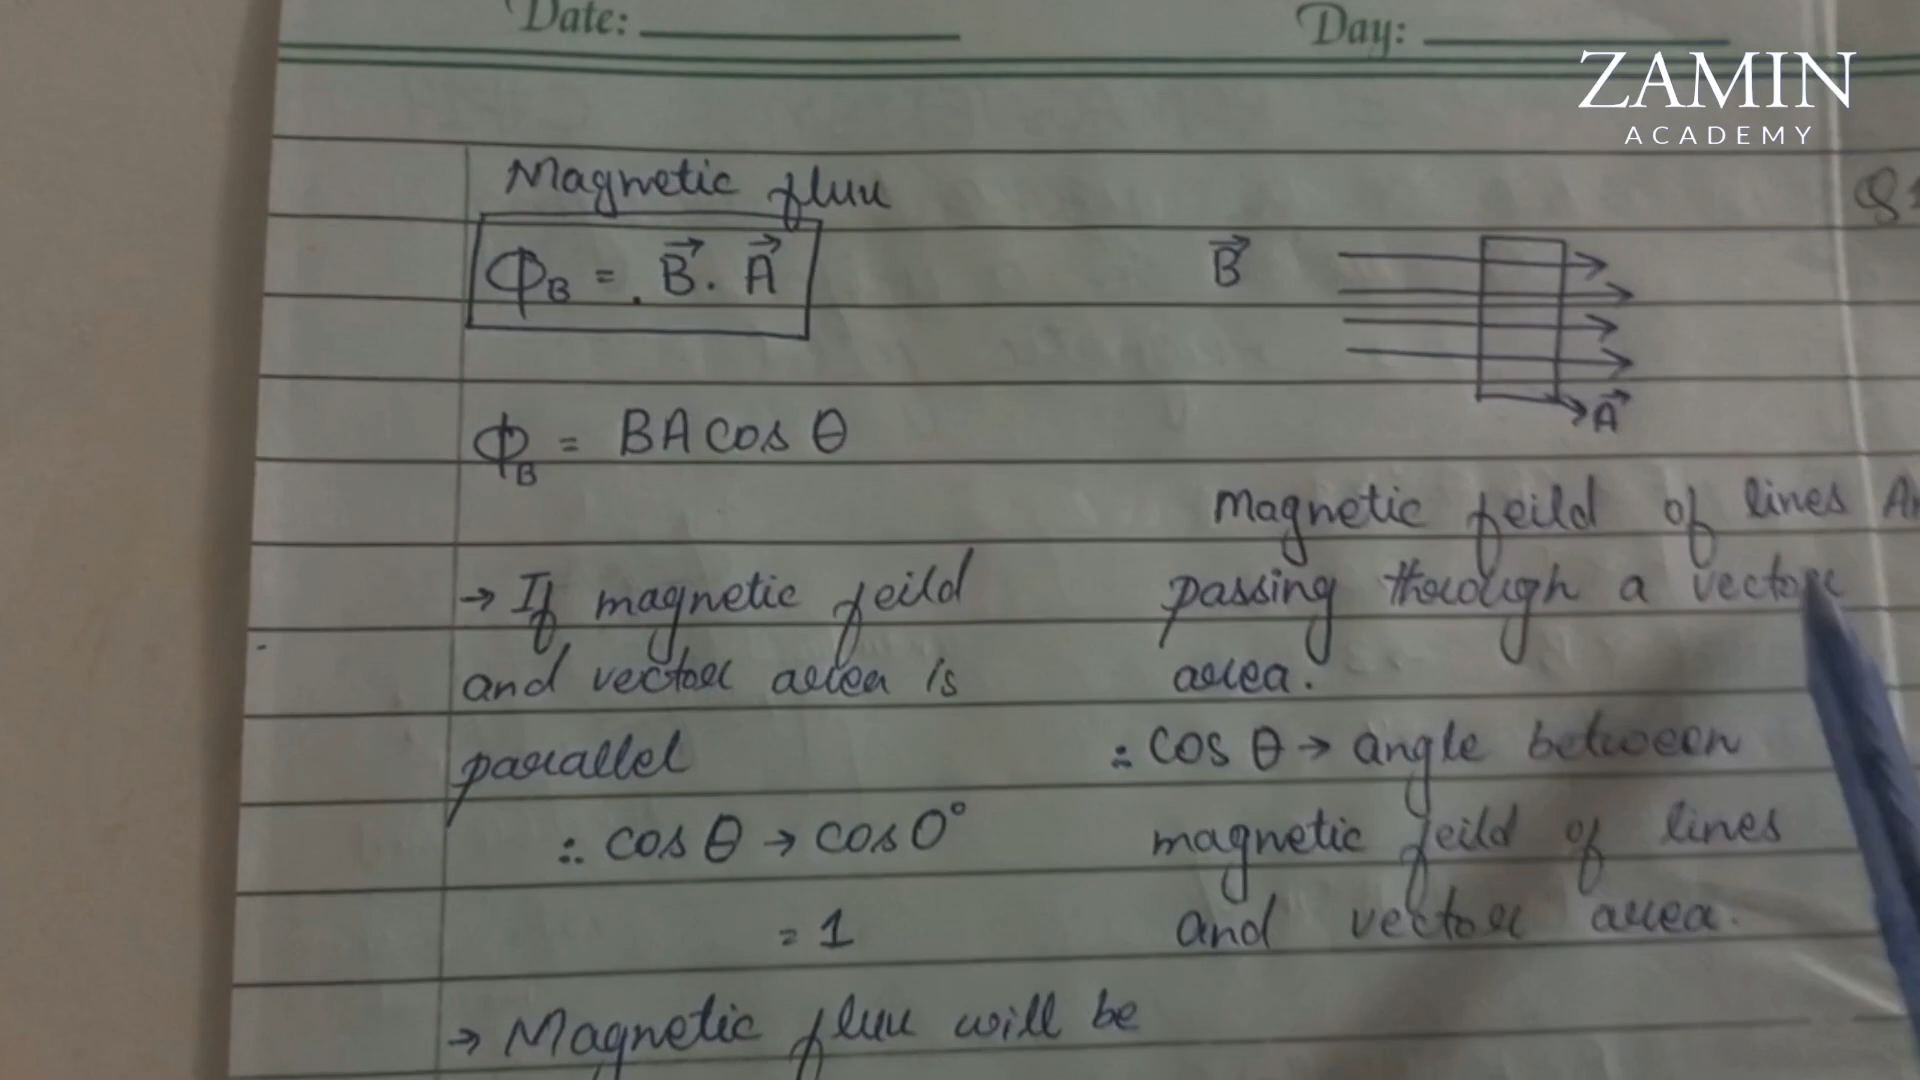 Date:
Day:
ZAMIN
ACADEMY
Magnetic flux
Φ_B = B⃗ . A⃗
B⃗
A⃗
Φ_B = BA cos θ
magnetic feild of lines
passing through a vector
area.
∴ cos θ → angle between
magnetic feild of lines
and vector area.
→ If magnetic feild
and vector area is
parallel
∴ cos θ → cos 0°
= 1
→ Magnetic flux will be